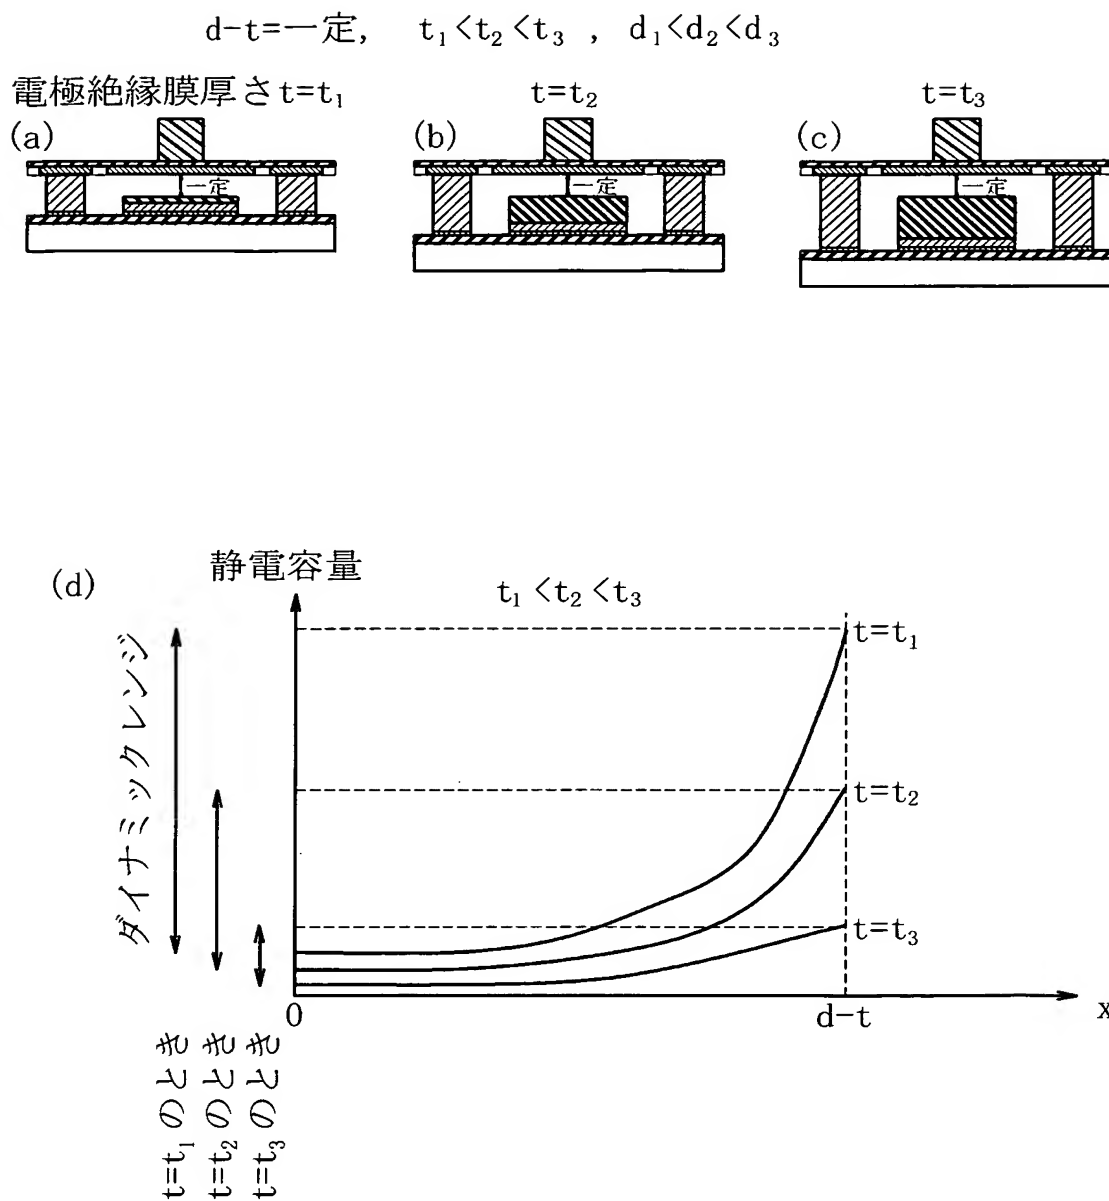 d-t=一定, t₁<t₂<t₃ , d₁<d₂<d₃
電極絶縁膜厚さt=t₁ t=t₂ t=t₃
(a) (b) (c)
一定 一定 一定
(d) 静電容量
t₁<t₂<t₃
ダイナミックレンジ
t=t₁
t=t₂
t=t₃
0 d-t x
t=t₁のとき
t=t₂のとき
t=t₃のとき